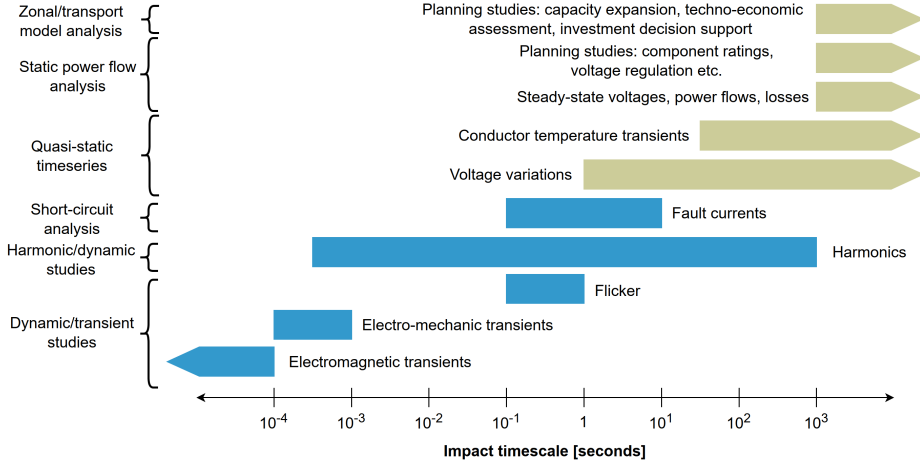 Zonal/transport
model analysis
Planning studies: capacity expansion, techno-economic
assessment, investment decision support
Static power flow
analysis
Planning studies: component ratings,
voltage regulation etc.
Steady-state voltages, power flows, losses
Quasi-static
timeseries
Conductor temperature transients
Voltage variations
Short-circuit
analysis
Fault currents
Harmonic/dynamic
studies
Harmonics
Dynamic/transient
studies
Flicker
Electro-mechanic transients
Electromagnetic transients
10⁻⁴ 10⁻³ 10⁻² 10⁻¹ 1 10¹ 10² 10³
Impact timescale [seconds]